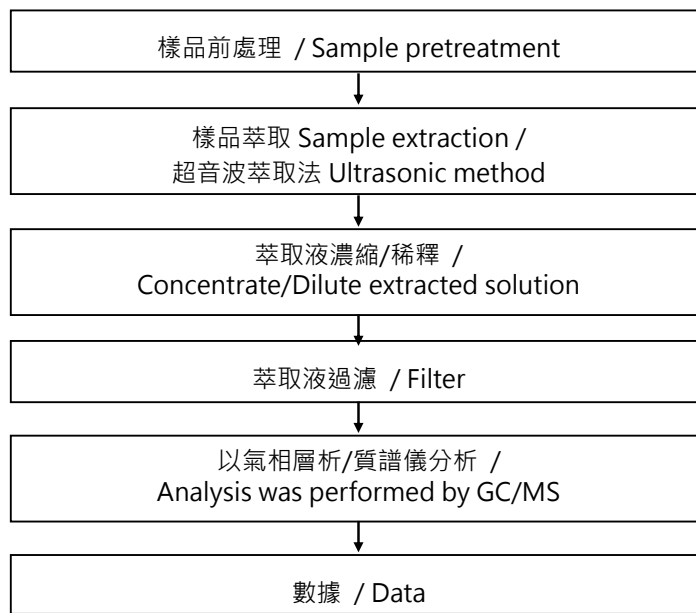 樣品前處理 / Sample pretreatment
樣品萃取 Sample extraction /
超音波萃取法 Ultrasonic method
萃取液濃縮/稀釋 /
Concentrate/Dilute extracted solution
萃取液過濾 / Filter
以氣相層析/質譜儀分析 /
Analysis was performed by GC/MS
數據 / Data